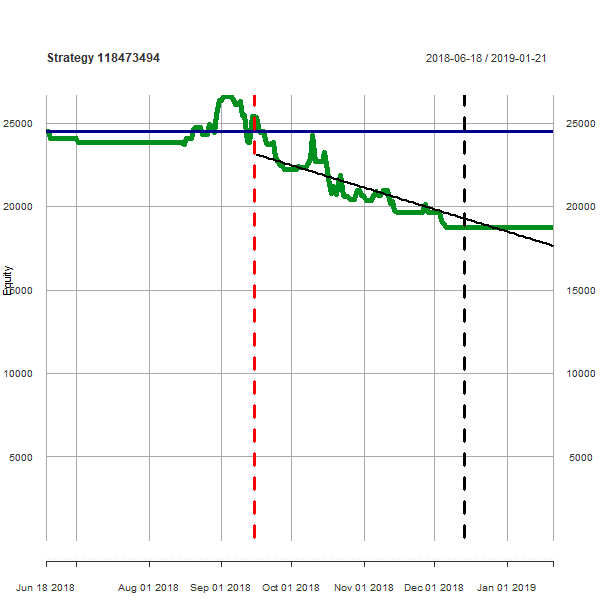 Strategy 118473494
2018-06-18 / 2019-01-21
25000 25000
20000 20000
Equity
15000 15000
10000 10000
5000 5000
Jun 18 2018 Aug 01 2018 Sep 01 2018 Oct 01 2018 Nov 01 2018 Dec 01 2018 Jan 01 2019